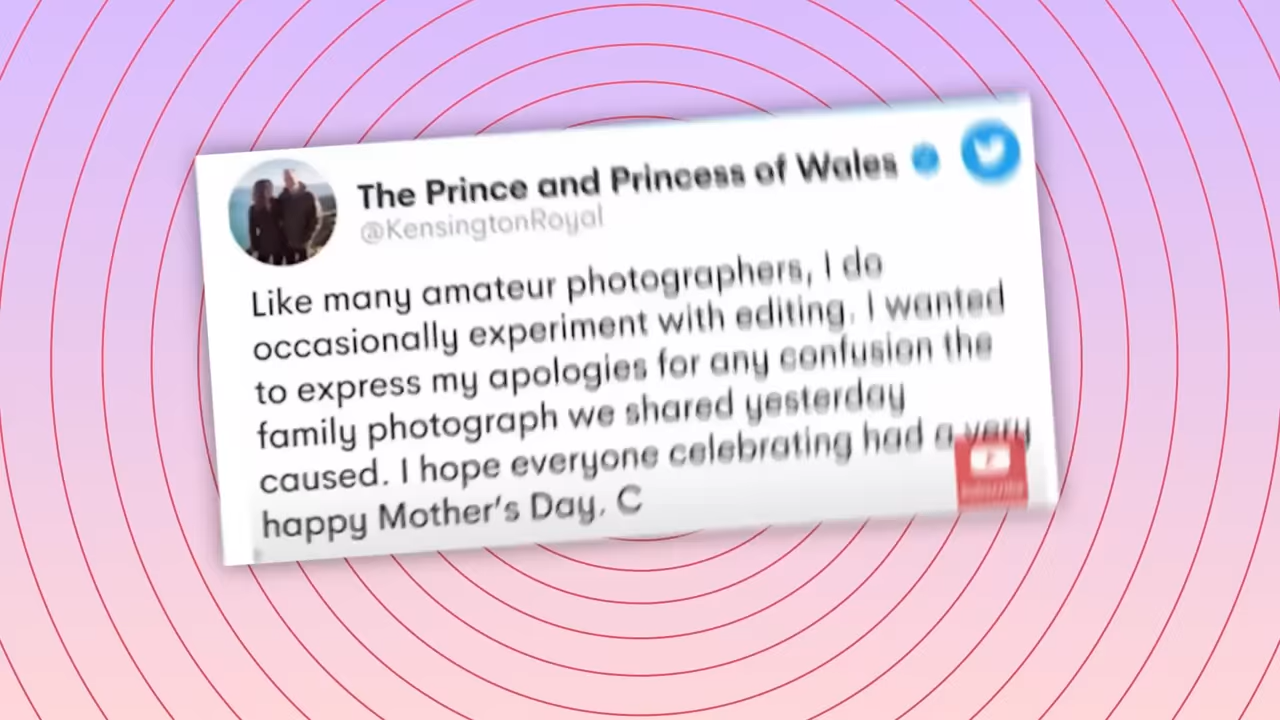 The Prince and Princess of Wales
@KensingtonRoyal
Like many amateur photographers, I do
occasionally experiment with editing. I wanted
to express my apologies for any confusion the
family photograph we shared yesterday
caused. I hope everyone celebrating had a very
happy Mother's Day. C